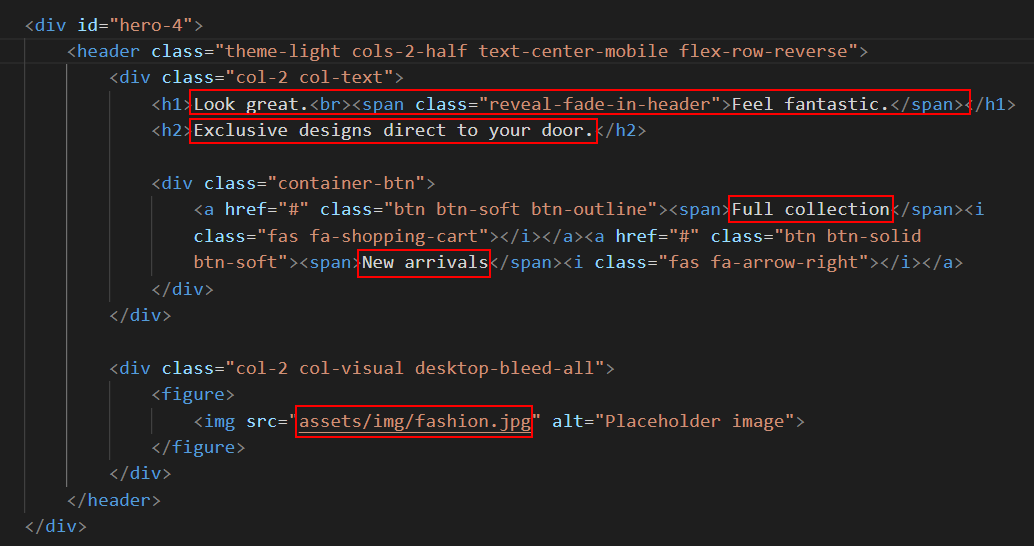 <div id="hero-4">
<header class="theme-light cols-2-half text-center-mobile flex-row-reverse">
<div class="col-2 col-text">
<h1>Look great.<br><span class="reveal-fade-in-header">Feel fantastic.</span></h1>
<h2>Exclusive designs direct to your door.</h2>
<div class="container-btn">
<a href="#" class="btn btn-soft btn-outline"><span>Full collection</span><i
class="fas fa-shopping-cart"></i></a><a href="#" class="btn btn-solid
btn-soft"><span>New arrivals</span><i class="fas fa-arrow-right"></i></a>
</div>
</div>
<div class="col-2 col-visual desktop-bleed-all">
<figure>
<img src="assets/img/fashion.jpg" alt="Placeholder image">
</figure>
</div>
</header>
</div>